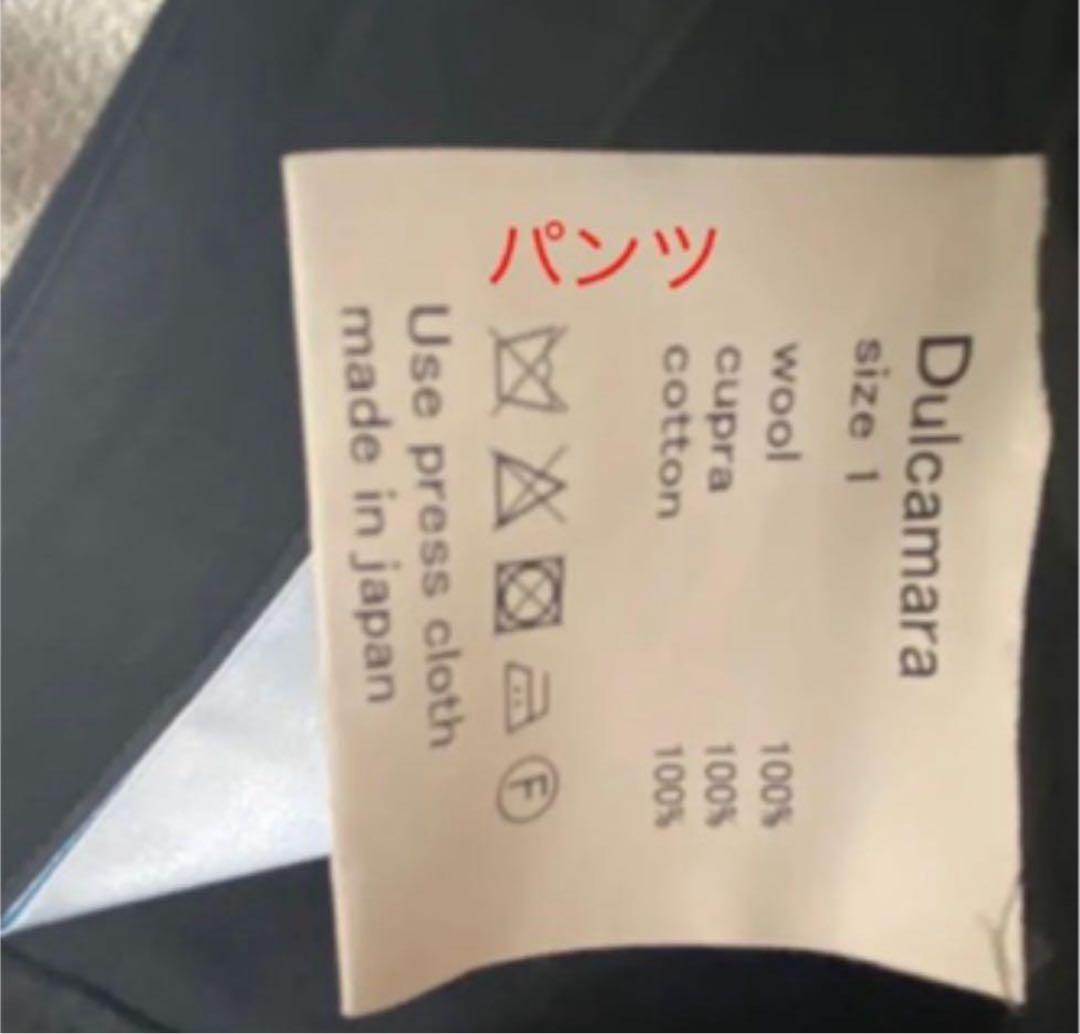 パンツ
Dulcamara
size 1
wool 100%
cupra 100%
cotton 100%
F
Use press cloth
made in japan